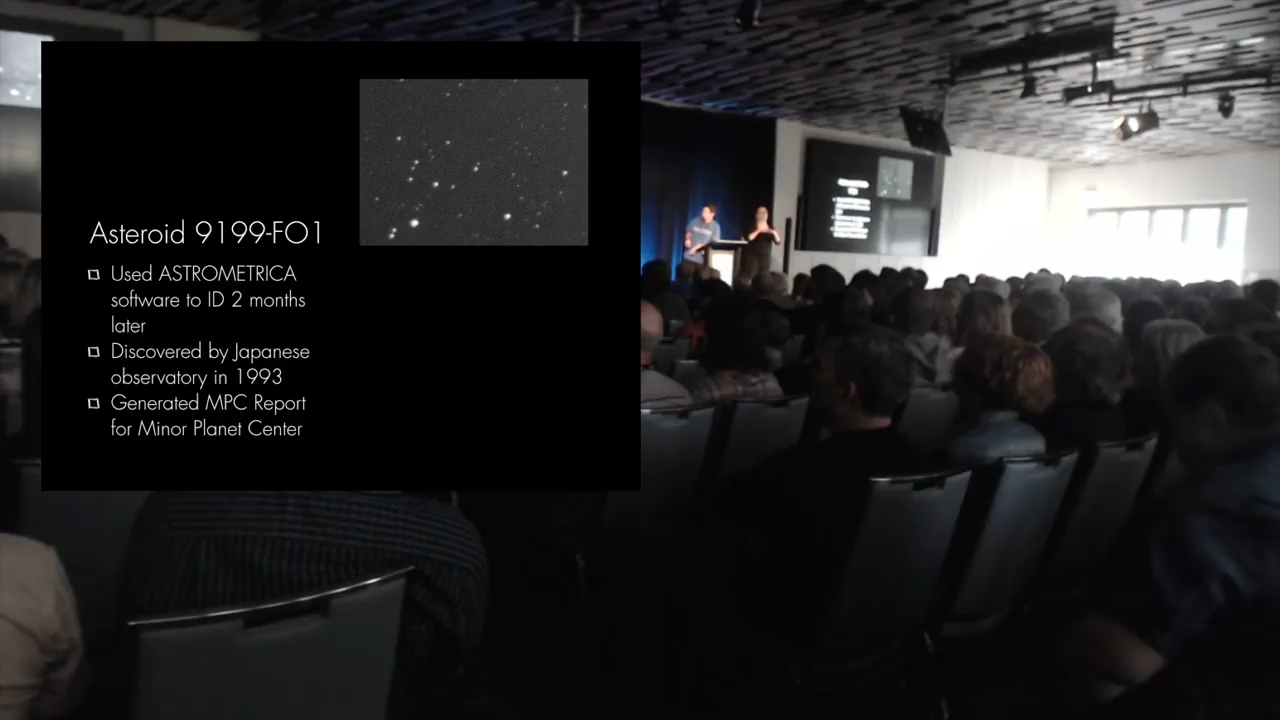 Asteroid 9199-FO1
Used ASTROMETRICA
software to ID 2 months
later
Discovered by Japanese
observatory in 1993
Generated MPC Report
for Minor Planet Center